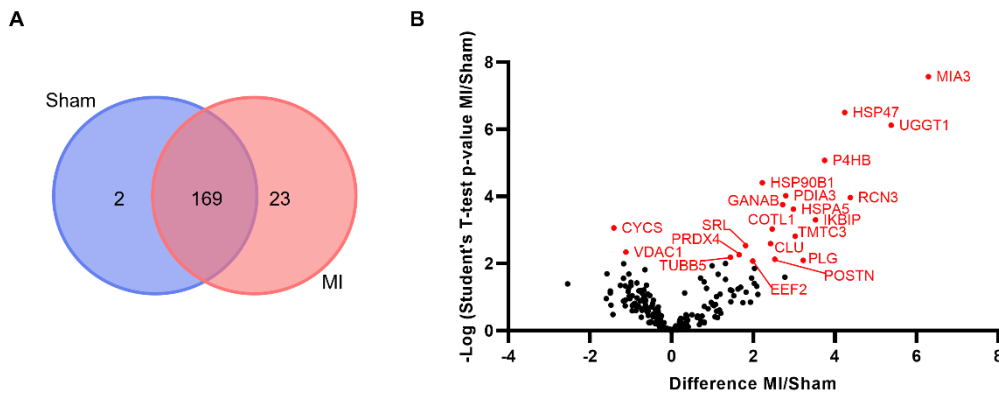 A
B
Sham
2
169
23
MI
-Log (Student's T-test p-value MI/Sham)
8
6
4
2
0
MIA3
HSP47
UGGT1
P4HB
HSP90B1
PDIA3
RCN3
GANAB
HSPA5
IKBIP
COTL1
CYCS
SRL
TMTC3
PRDX4
CLU
VDAC1
PLG
TUBB5
POSTN
EEF2
-4
-2
0
2
4
6
8
Difference MI/Sham